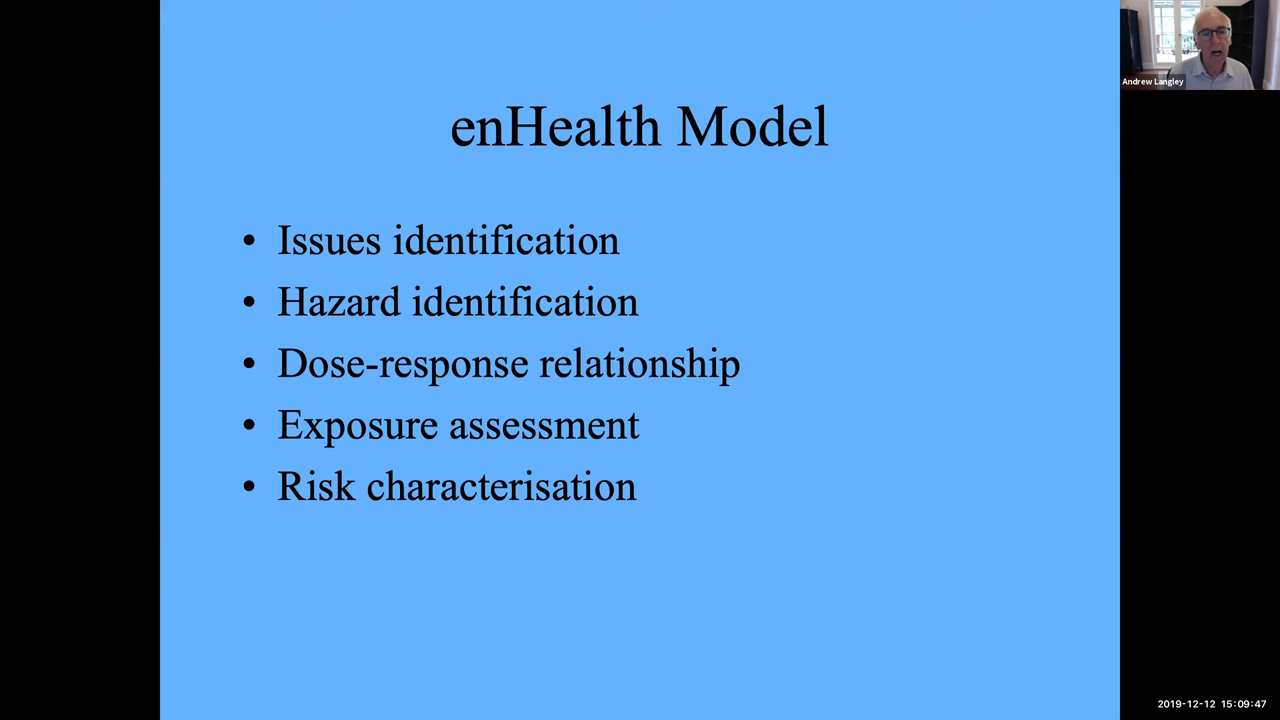 enHealth Model
• Issues identification
• Hazard identification
• Dose-response relationship
• Exposure assessment
• Risk characterisation
Andrew Langley
2019-12-12 15:09:47